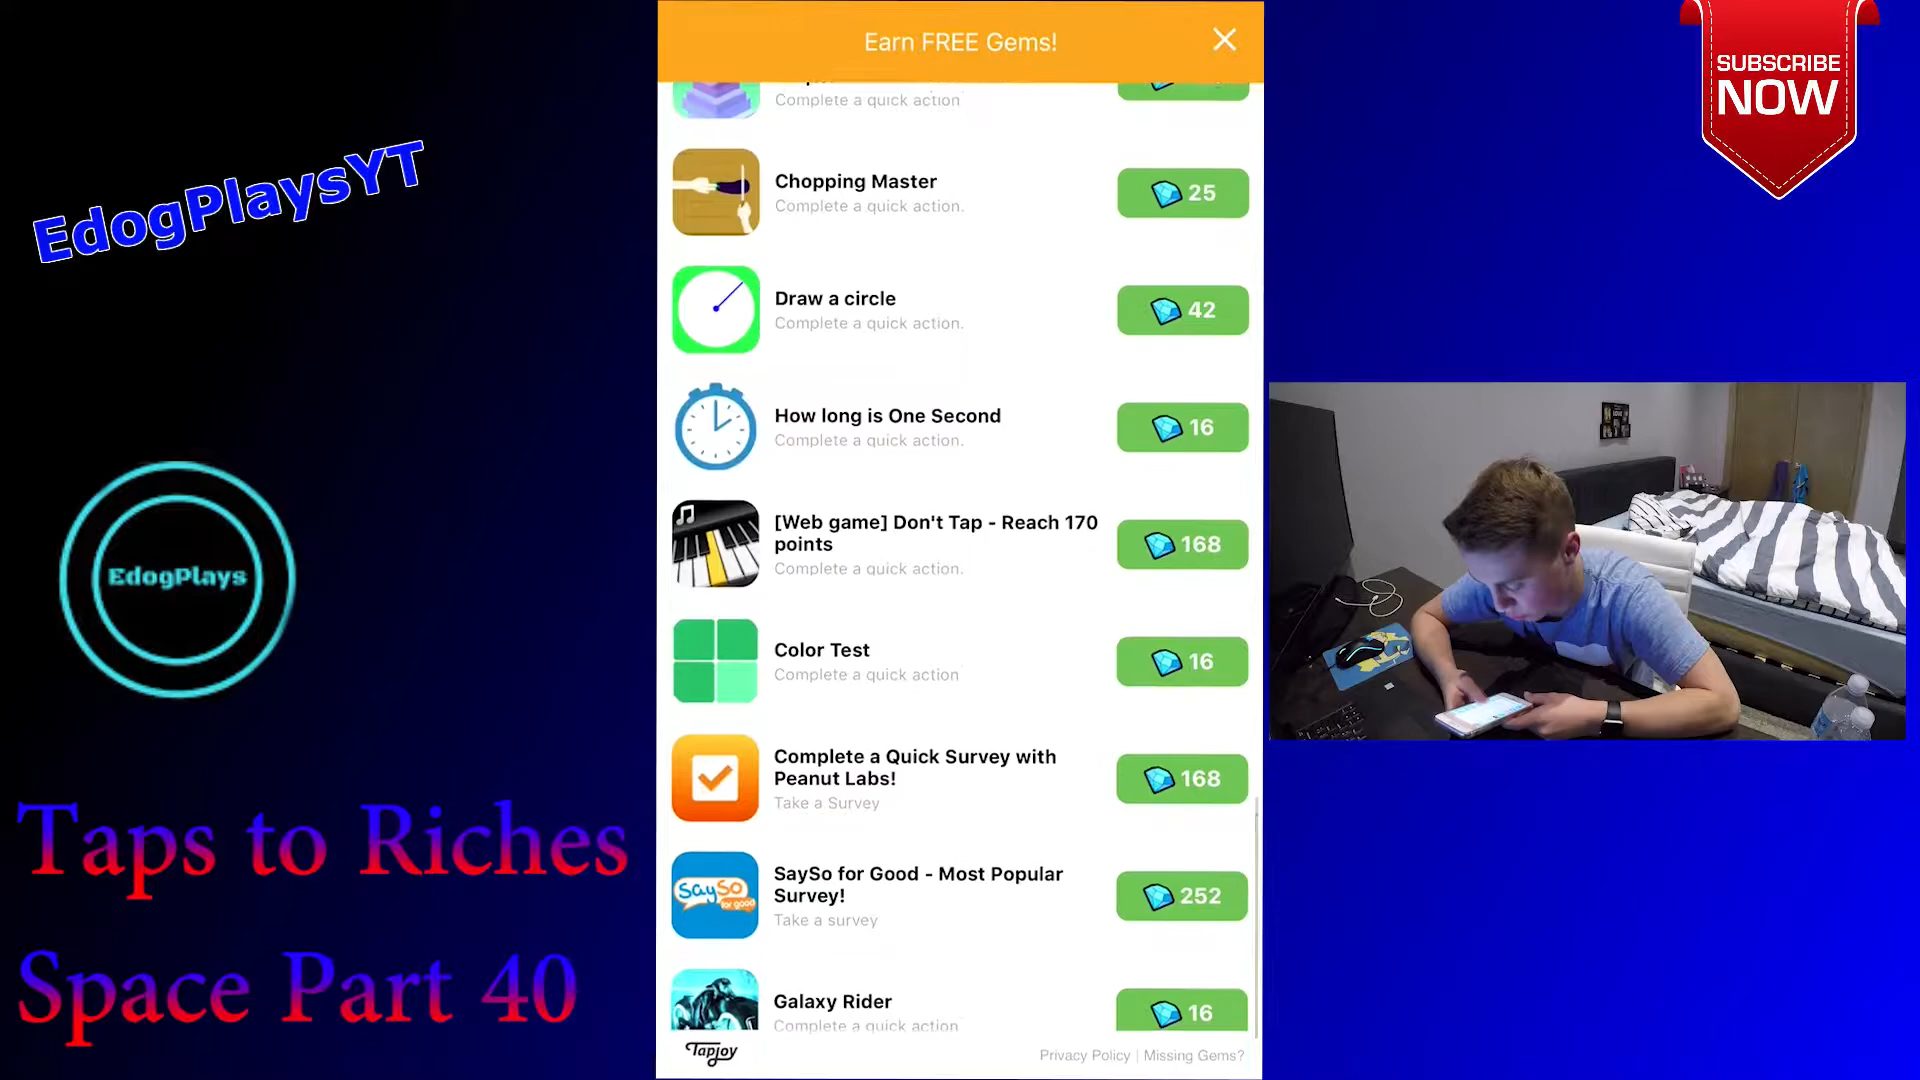 Earn FREE Gems!
SUBSCRIBE
NOW
EdogPlaysYT
Complete a quick action
Chopping Master
Complete a quick action.
25
Draw a circle
Complete a quick action.
42
How long is One Second
Complete a quick action.
16
[Web game] Don't Tap - Reach 170
points
Complete a quick action.
168
EdogPlays
Color Test
Complete a quick action
16
Complete a Quick Survey with
Peanut Labs!
Take a Survey
168
Taps to Riches
Space Part 40
SaySo for good
SaySo for Good - Most Popular
Survey!
Take a survey
252
Galaxy Rider
Complete a quick action
16
Tapjoy
Privacy Policy | Missing Gems?